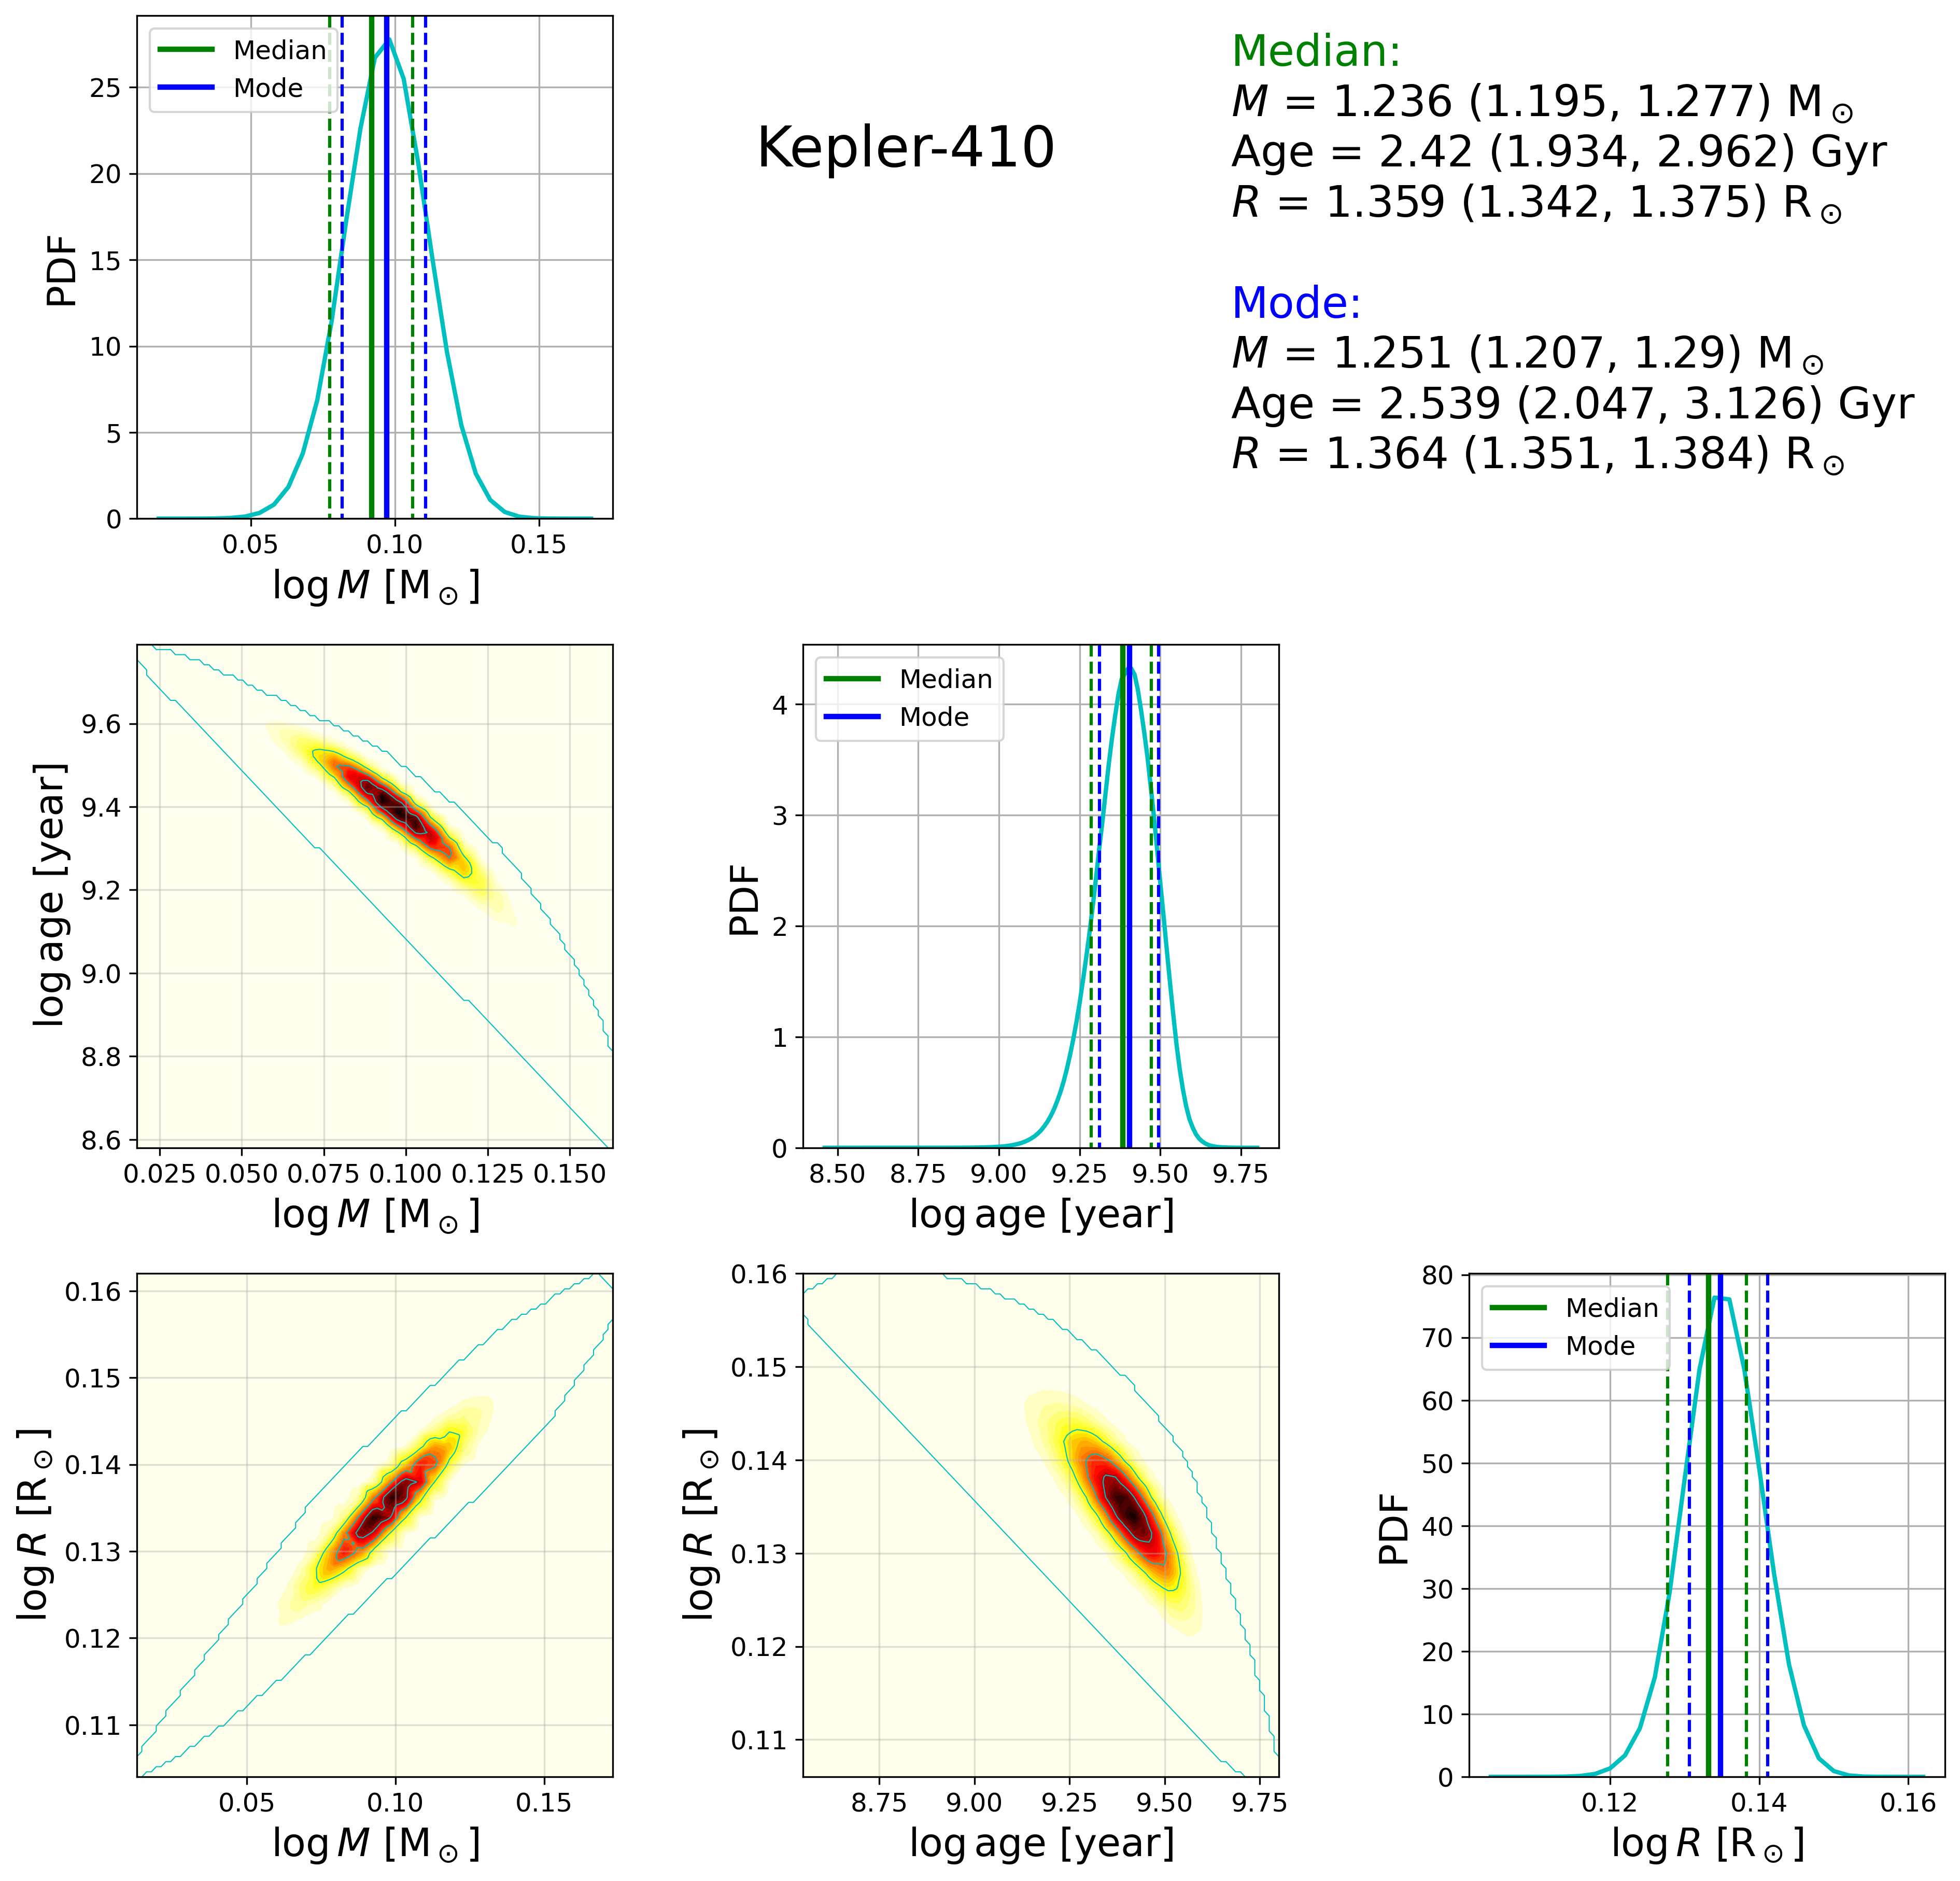 Median
Mode
25
20
15
10
5
0
PDF
0.05 0.10 0.15
log M [M⊙]
Kepler-410
Median:
M = 1.236 (1.195, 1.277) M⊙
Age = 2.42 (1.934, 2.962) Gyr
R = 1.359 (1.342, 1.375) R⊙
Mode:
M = 1.251 (1.207, 1.29) M⊙
Age = 2.539 (2.047, 3.126) Gyr
R = 1.364 (1.351, 1.384) R⊙
9.6
9.4
9.2
9.0
8.8
8.6
log age [year]
0.025 0.050 0.075 0.100 0.125 0.150
log M [M⊙]
Median
Mode
4
3
2
1
0
PDF
8.50 8.75 9.00 9.25 9.50 9.75
log age [year]
0.16
0.15
0.14
0.13
0.12
0.11
log R [R⊙]
0.05 0.10 0.15
log M [M⊙]
0.16
0.15
0.14
0.13
0.12
0.11
log R [R⊙]
8.75 9.00 9.25 9.50 9.75
log age [year]
Median
Mode
80
70
60
50
40
30
20
10
0
PDF
0.12 0.14 0.16
log R [R⊙]